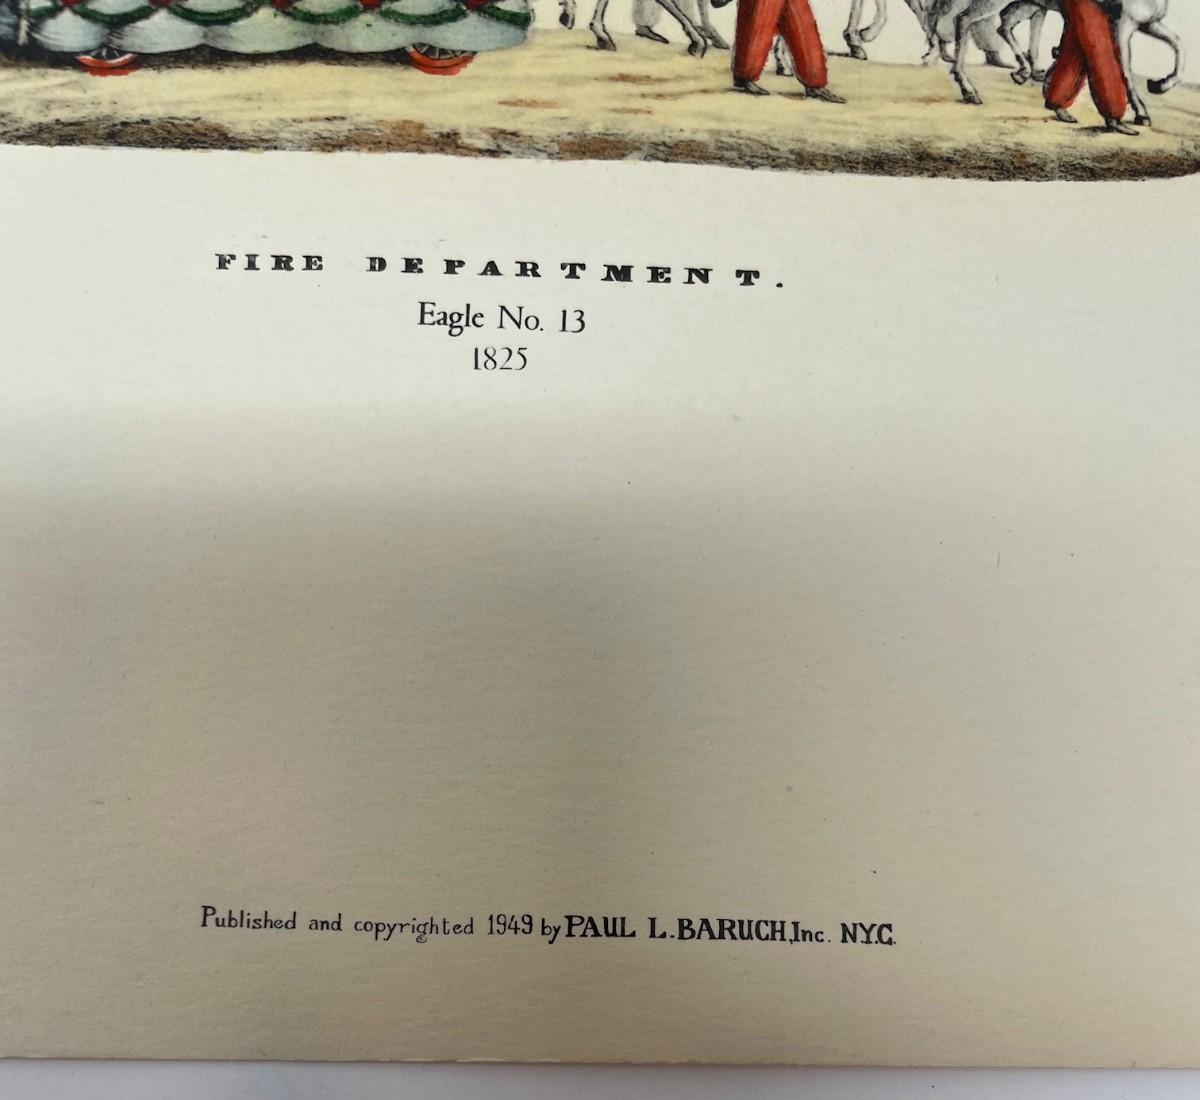 FIRE DEPARTMENT.
Eagle No. 13
1825
Published and copyrighted 1949 by PAUL L. BARUCH, Inc. N.Y.C.